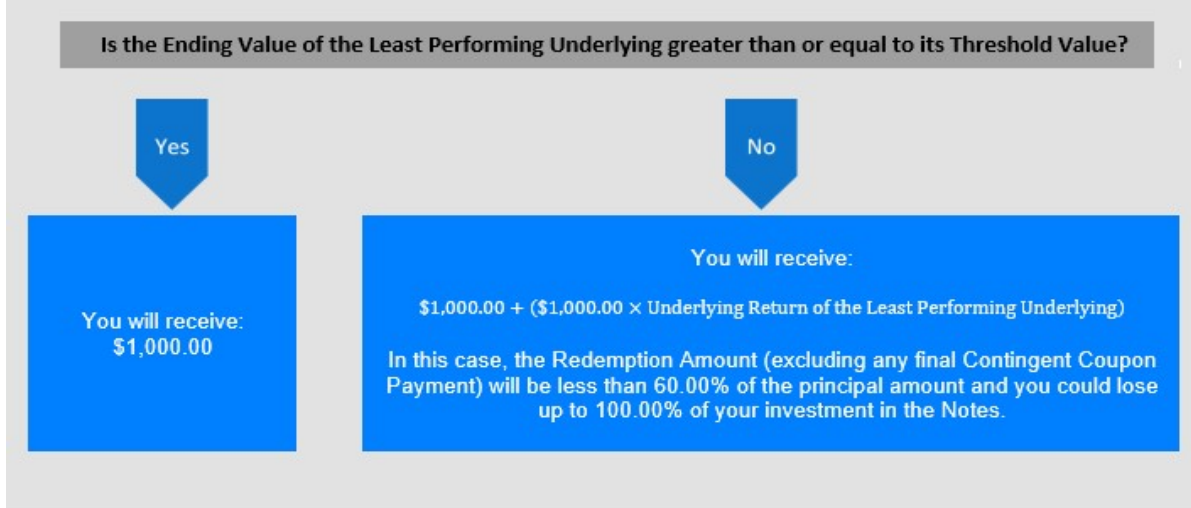 Is the Ending Value of the Least Performing Underlying greater than or equal to its Threshold Value?
Yes
No
You will receive:
$1,000.00
You will receive:
$1,000.00 + ($1,000.00 × Underlying Return of the Least Performing Underlying)
In this case, the Redemption Amount (excluding any final Contingent Coupon
Payment) will be less than 60.00% of the principal amount and you could lose
up to 100.00% of your investment in the Notes.